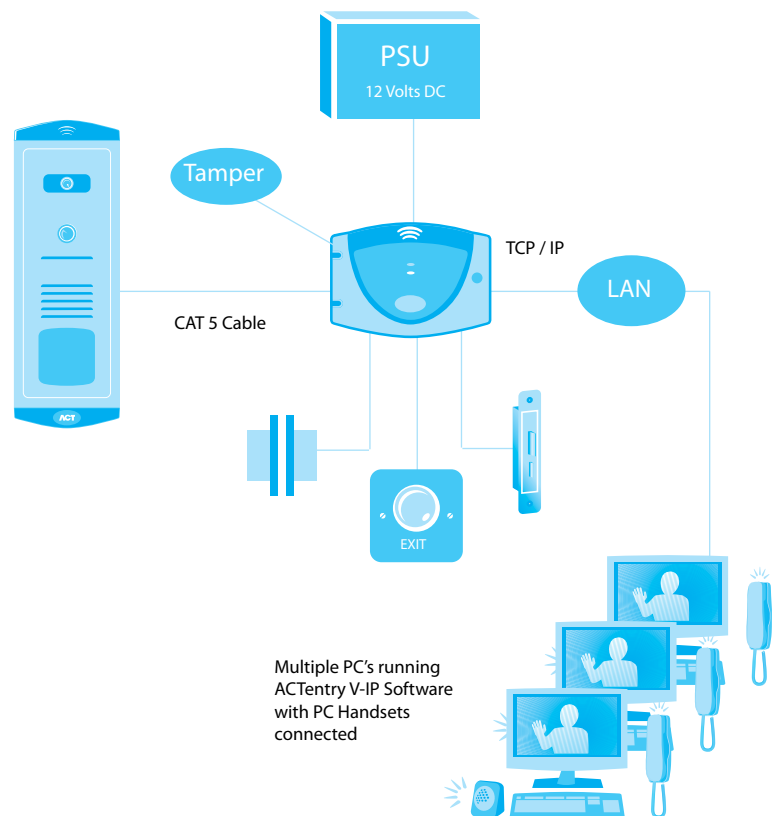 PSU
12 Volts DC
Tamper
TCP / IP
LAN
CAT 5 Cable
ACT
EXIT
Multiple PC's running
ACTentry V-IP Software
with PC Handsets
connected